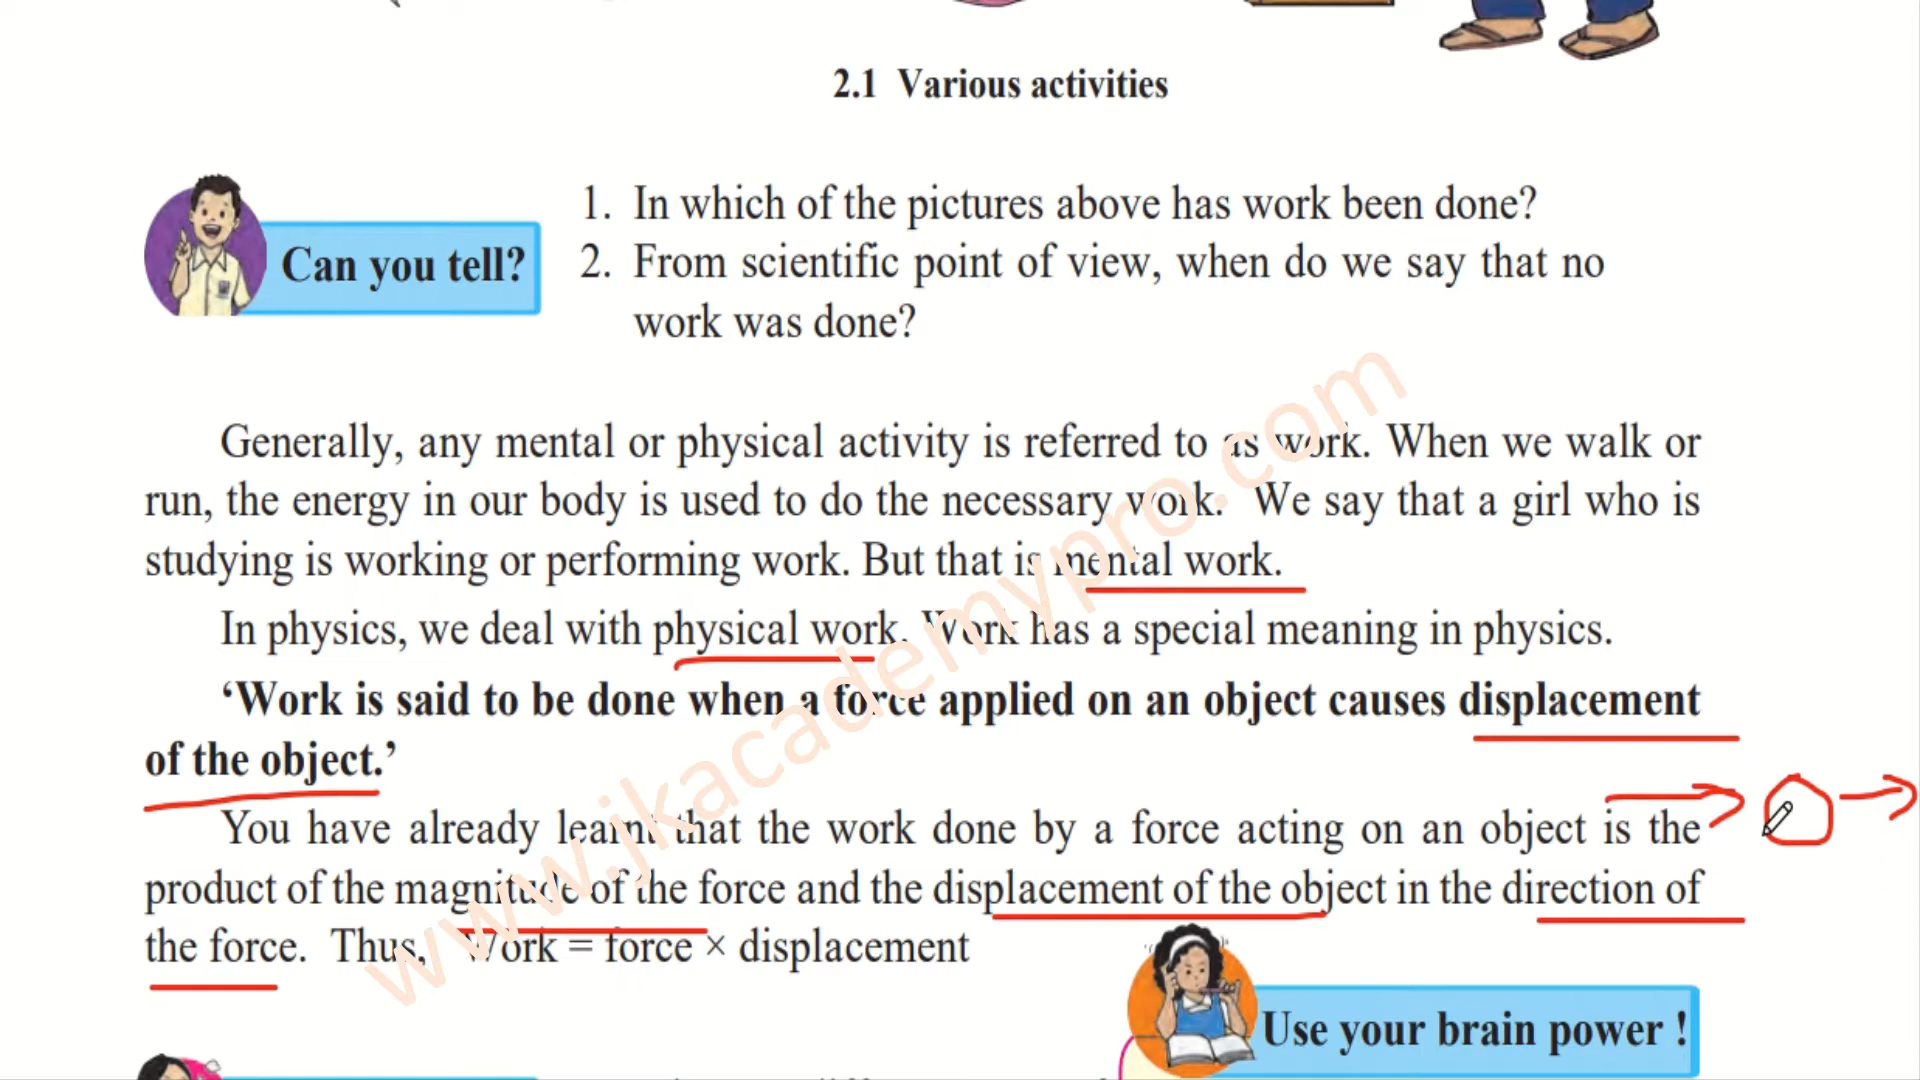 2.1 Various activities
Can you tell?
1. In which of the pictures above has work been done?
2. From scientific point of view, when do we say that no
work was done?
Generally, any mental or physical activity is referred to as work. When we walk or
run, the energy in our body is used to do the necessary work. We say that a girl who is
studying is working or performing work. But that is mental work.
In physics, we deal with physical work. Work has a special meaning in physics.
‘Work is said to be done when a force applied on an object causes displacement
of the object.’
You have already learnt that the work done by a force acting on an object is the
product of the magnitude of the force and the displacement of the object in the direction of
the force. Thus, Work = force × displacement
Use your brain power !
www.jkacademypro.com